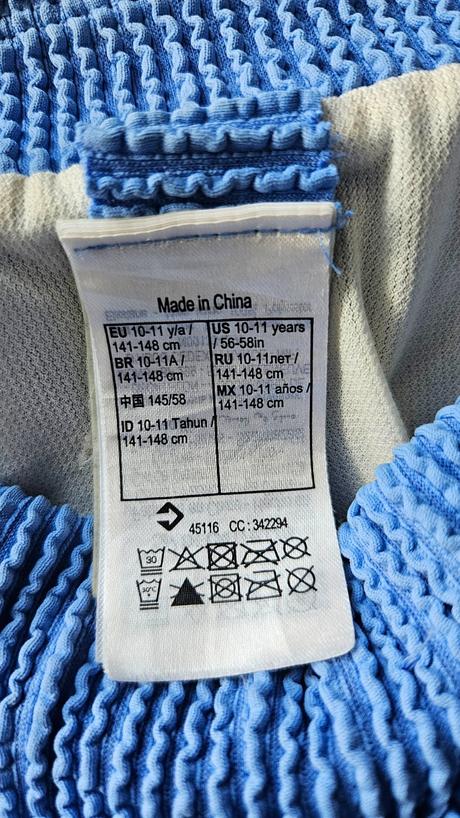 Made in China
EU 10-11 y/a /
141-148 cm
BR 10-11A /
141-148 cm
中国 145/58
ID 10-11 Tahun /
141-148 cm
US 10-11 years
/ 56-58in
RU 10-11лет /
141-148 cm
MX 10-11 años /
141-148 cm
45116 CC : 342294
30
30°C